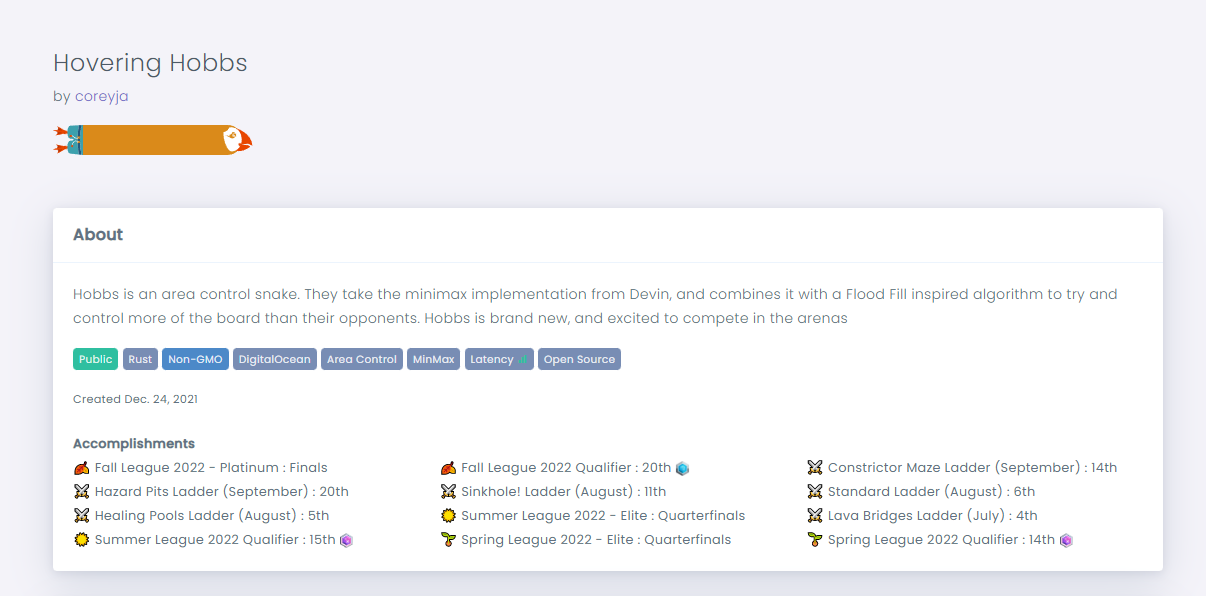 Hovering Hobbs
by coreyja
About
Hobbs is an area control snake. They take the minimax implementation from Devin, and combines it with a Flood Fill inspired algorithm to try and
control more of the board than their opponents. Hobbs is brand new, and excited to compete in the arenas
Public Rust Non-GMO DigitalOcean Area Control MinMax Latency Open Source
Created Dec. 24, 2021
Accomplishments
Fall League 2022 - Platinum : Finals Fall League 2022 Qualifier : 20th Constrictor Maze Ladder (September) : 14th
Hazard Pits Ladder (September) : 20th Sinkhole! Ladder (August) : 11th Standard Ladder (August) : 6th
Healing Pools Ladder (August) : 5th Summer League 2022 - Elite : Quarterfinals Lava Bridges Ladder (July) : 4th
Summer League 2022 Qualifier : 15th Spring League 2022 - Elite : Quarterfinals Spring League 2022 Qualifier : 14th